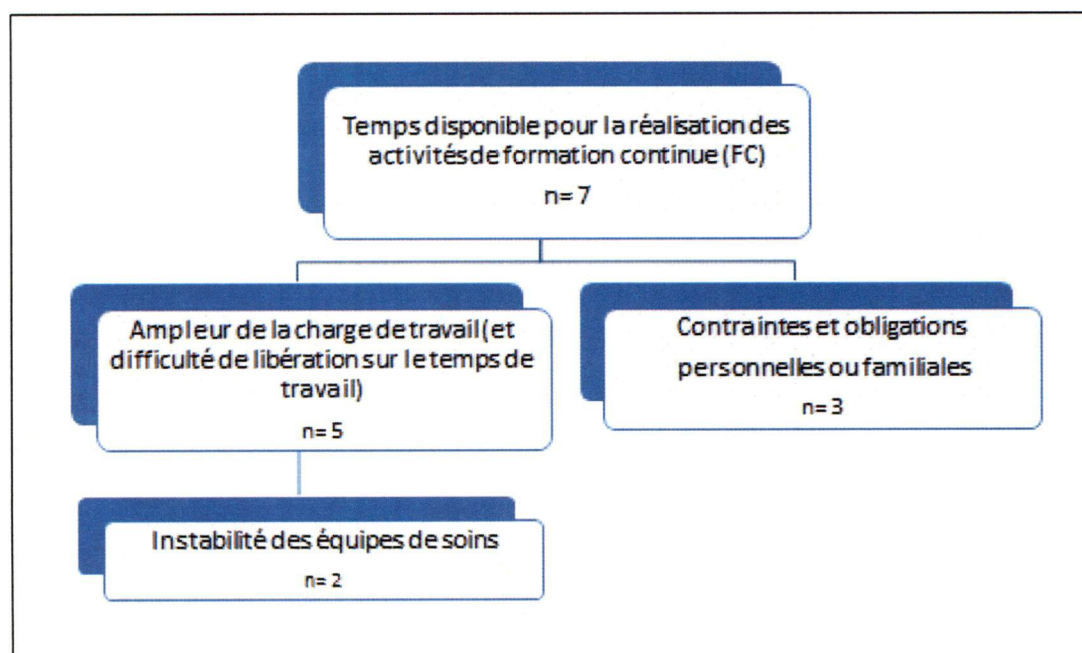 Temps disponible pour la réalisation des
activités de formation continue (FC)
n= 7
Ampleur de la charge de travail (et
difficulté de libération sur le temps de
travail)
n= 5
Contraintes et obligations
personnelles ou familiales
n= 3
Instabilité des équipes de soins
n= 2